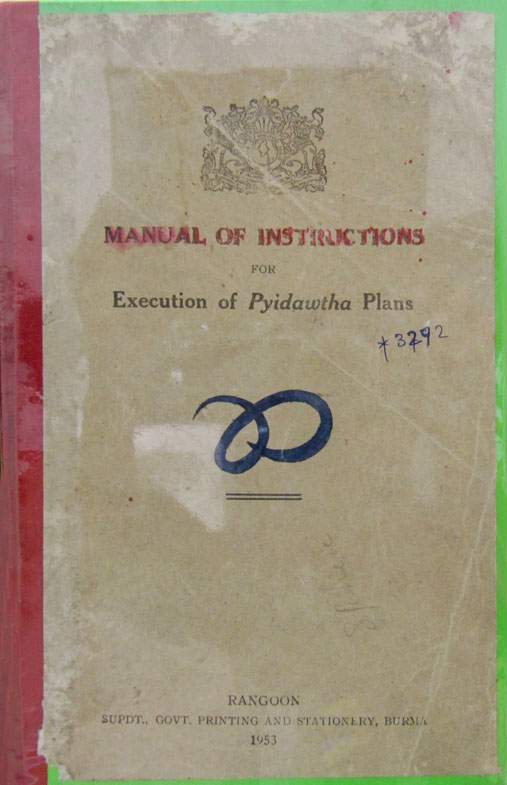 MANUAL OF INSTRUCTIONS
FOR
Execution of Pyidawtha Plans
*3792
RANGOON
SUPDT., GOVT. PRINTING AND STATIONERY, BURMA
1953